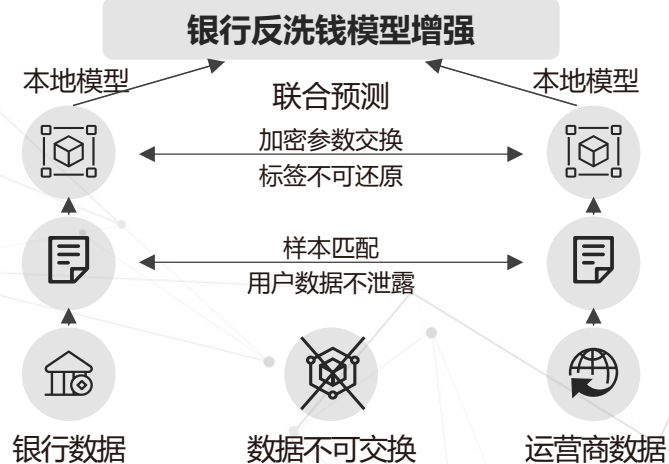 银行反洗钱模型增强
本地模型
本地模型
联合预测
加密参数交换
标签不可还原
样本匹配
用户数据不泄露
银行数据
数据不可交换
运营商数据